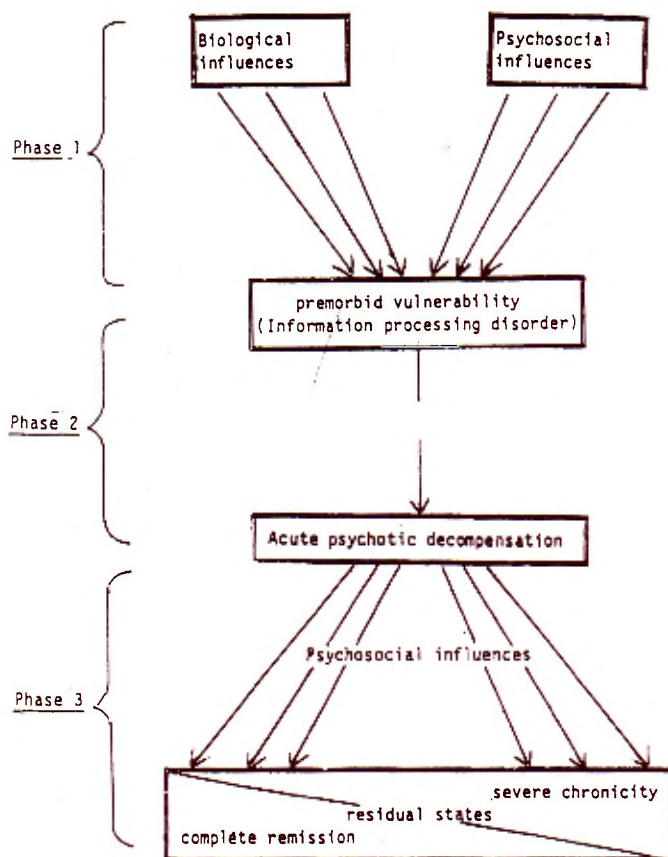 Biological
influences
Psychosocial
influences
Phase 1
premorbid vulnerability
(Information processing disorder)
Phase 2
Acute psychotic decompensation
Psychosocial influences
Phase 3
severe chronicity
residual states
complete remission